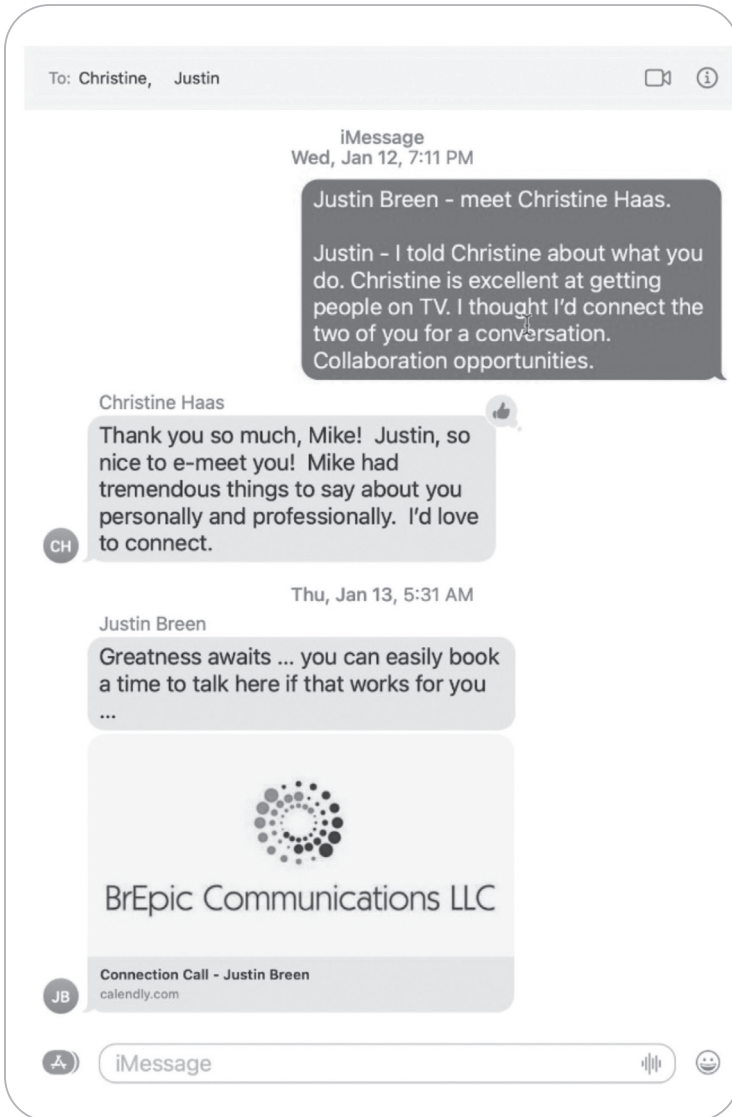 To: Christine, Justin
iMessage
Wed, Jan 12, 7:11 PM
Justin Breen - meet Christine Haas.
Justin - I told Christine about what you
do. Christine is excellent at getting
people on TV. I thought I'd connect the
two of you for a conversation.
Collaboration opportunities.
Christine Haas
Thank you so much, Mike! Justin, so
nice to e-meet you! Mike had
tremendous things to say about you
personally and professionally. I'd love
to connect.
CH
Thu, Jan 13, 5:31 AM
Justin Breen
Greatness awaits ... you can easily book
a time to talk here if that works for you
...
BrEpic Communications LLC
Connection Call - Justin Breen
calendly.com
JB
iMessage